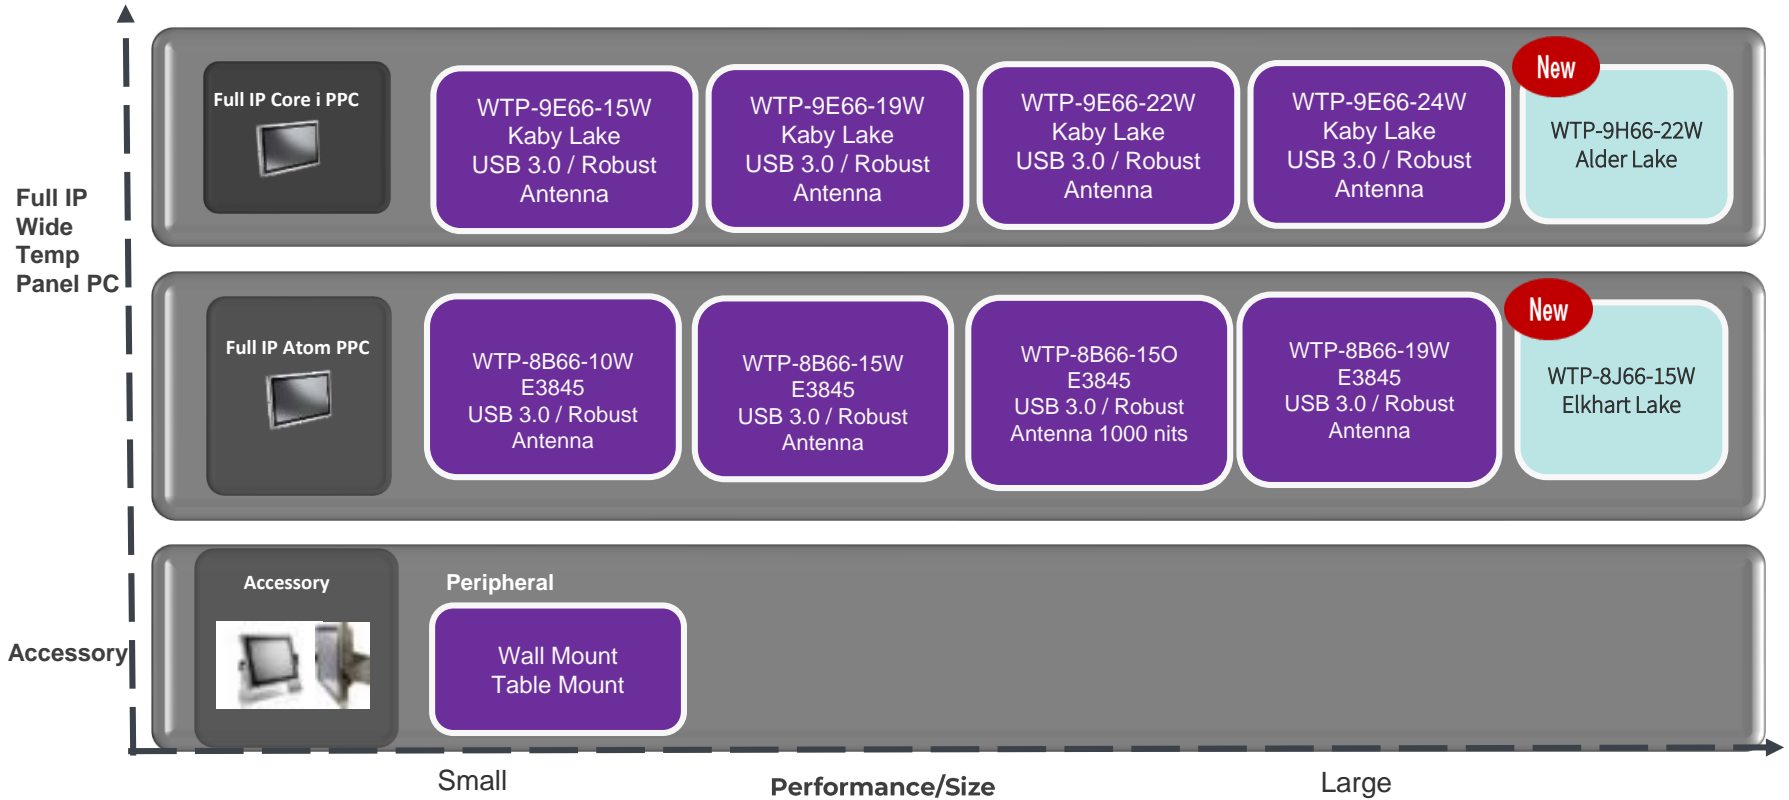 Full IP
Wide
Temp
Panel PC
Full IP Core i PPC
WTP-9E66-15W
Kaby Lake
USB 3.0 / Robust
Antenna
WTP-9E66-19W
Kaby Lake
USB 3.0 / Robust
Antenna
WTP-9E66-22W
Kaby Lake
USB 3.0 / Robust
Antenna
WTP-9E66-24W
Kaby Lake
USB 3.0 / Robust
Antenna
New
WTP-9H66-22W
Alder Lake
Full IP Atom PPC
WTP-8B66-10W
E3845
USB 3.0 / Robust
Antenna
WTP-8B66-15W
E3845
USB 3.0 / Robust
Antenna
WTP-8B66-15O
E3845
USB 3.0 / Robust
Antenna 1000 nits
WTP-8B66-19W
E3845
USB 3.0 / Robust
Antenna
New
WTP-8J66-15W
Elkhart Lake
Accessory
Accessory
Peripheral
Wall Mount
Table Mount
Small
Performance/Size
Large